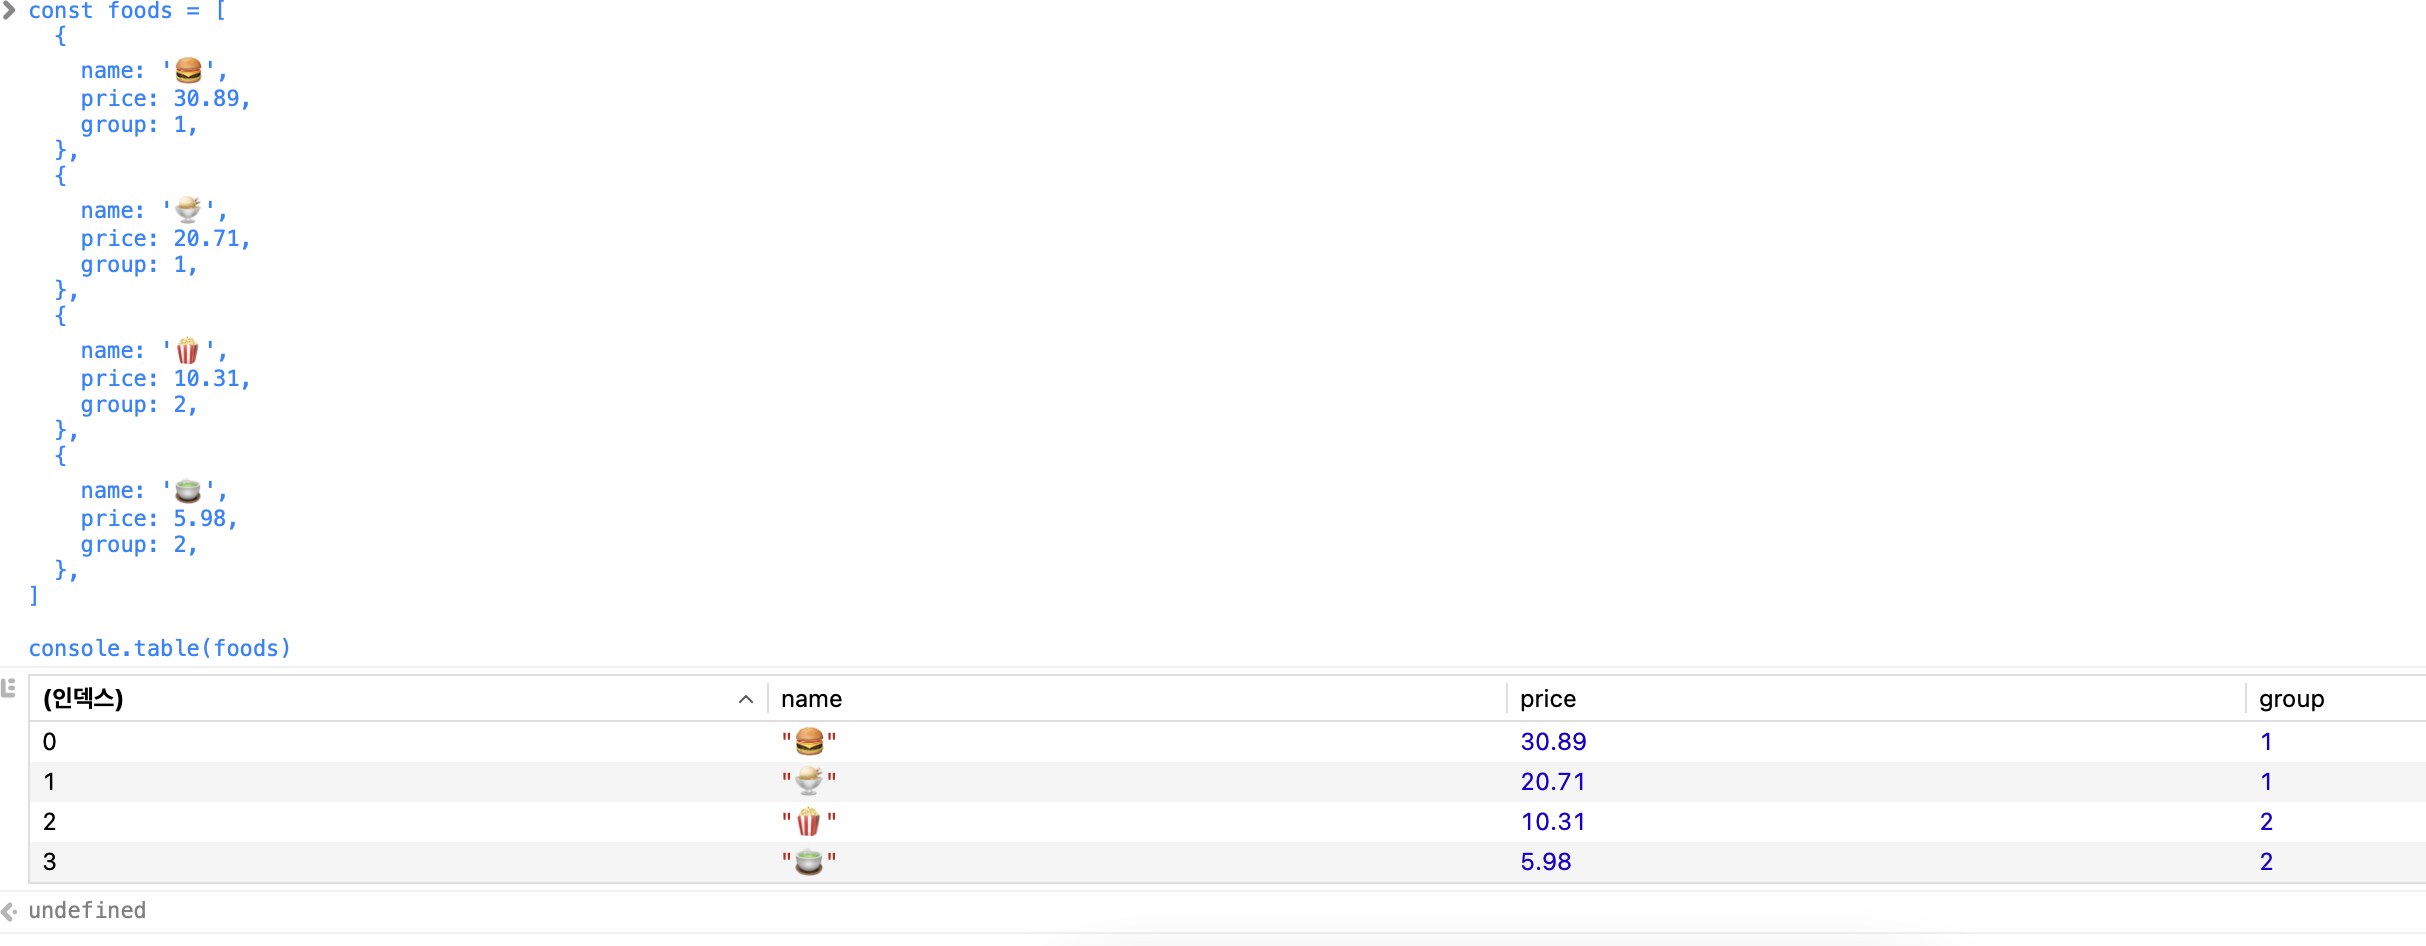 const foods = [
  {
    name: '🍔',
    price: 30.89,
    group: 1,
  },
  {
    name: '🍨',
    price: 20.71,
    group: 1,
  },
  {
    name: '🍿',
    price: 10.31,
    group: 2,
  },
  {
    name: '🍵',
    price: 5.98,
    group: 2,
  },
]
console.table(foods)
(인덱스) name price group
0 "🍔" 30.89 1
1 "🍨" 20.71 1
2 "🍿" 10.31 2
3 "🍵" 5.98 2
undefined